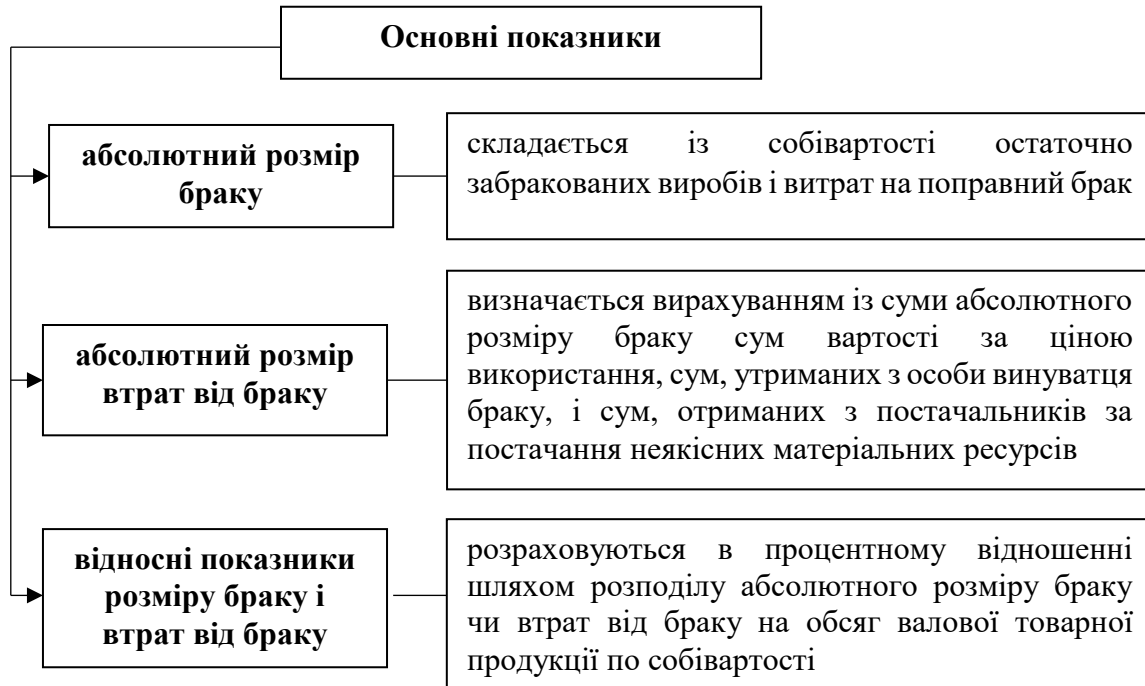 Основні показники
абсолютний розмір
браку
складається із собівартості остаточно
забракованих виробів і витрат на поправний брак
абсолютний розмір
втрат від браку
визначається вирахуванням із суми абсолютного
розміру браку сум вартості за ціною
використання, сум, утриманих з особи винуватця
браку, і сум, отриманих з постачальників за
постачання неякісних матеріальних ресурсів
відносні показники
розміру браку і
втрат від браку
розраховуються в процентному відношенні
шляхом розподілу абсолютного розміру браку
чи втрат від браку на обсяг валової товарної
продукції по собівартості